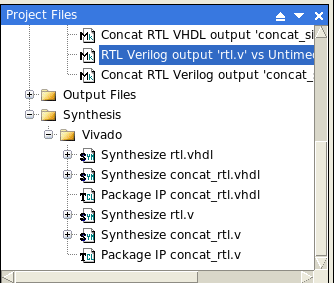 Project Files
Concat RTL VHDL output 'concat_si
RTL Verilog output 'rtl.v' vs Untime
Concat RTL Verilog output 'concat_
Output Files
Synthesis
Vivado
Synthesize rtl.vhdl
Synthesize concat_rtl.vhdl
Package IP concat_rtl.vhdl
Synthesize rtl.v
Synthesize concat_rtl.v
Package IP concat_rtl.v